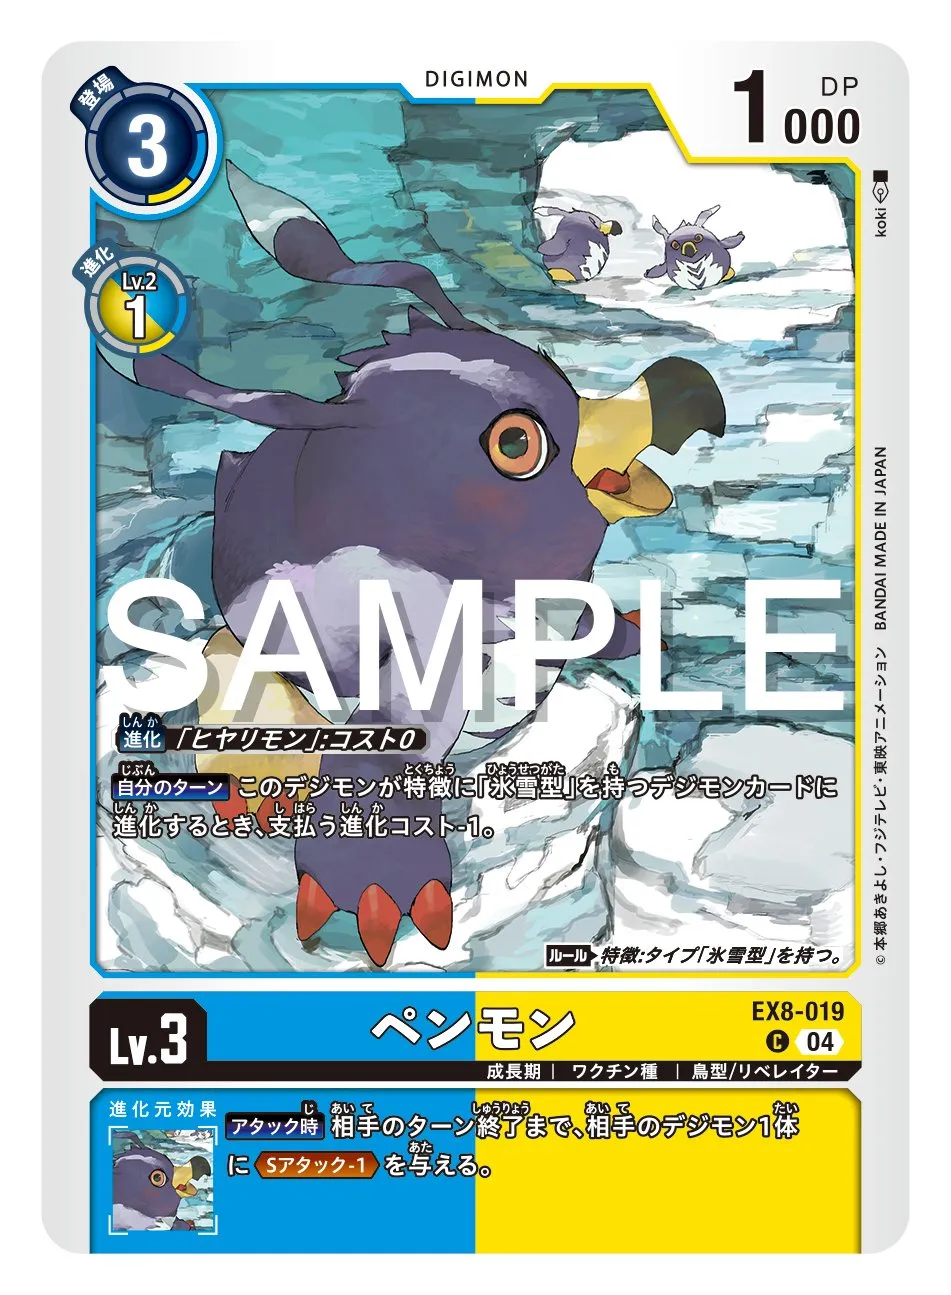 DIGIMON
登場
3
1000
DP
進化
Lv.2
1
koki
BANDAI MADE IN JAPAN
©本郷あきよし・フジテレビ・東映アニメーション
SAMPLE
進化 「ヒヤリモン」:コスト0
自分のターン このデジモンが特徴に「氷雪型」を持つデジモンカードに
進化するとき、支払う進化コスト-1。
ルール 特徴:タイプ「氷雪型」を持つ。
Lv.3
ペンモン
EX8-019
C 04
成長期 | ワクチン種 | 鳥型/リベレイター
進化元効果
アタック時 相手のターン終了まで、相手のデジモン1体
に Sアタック-1 を与える。